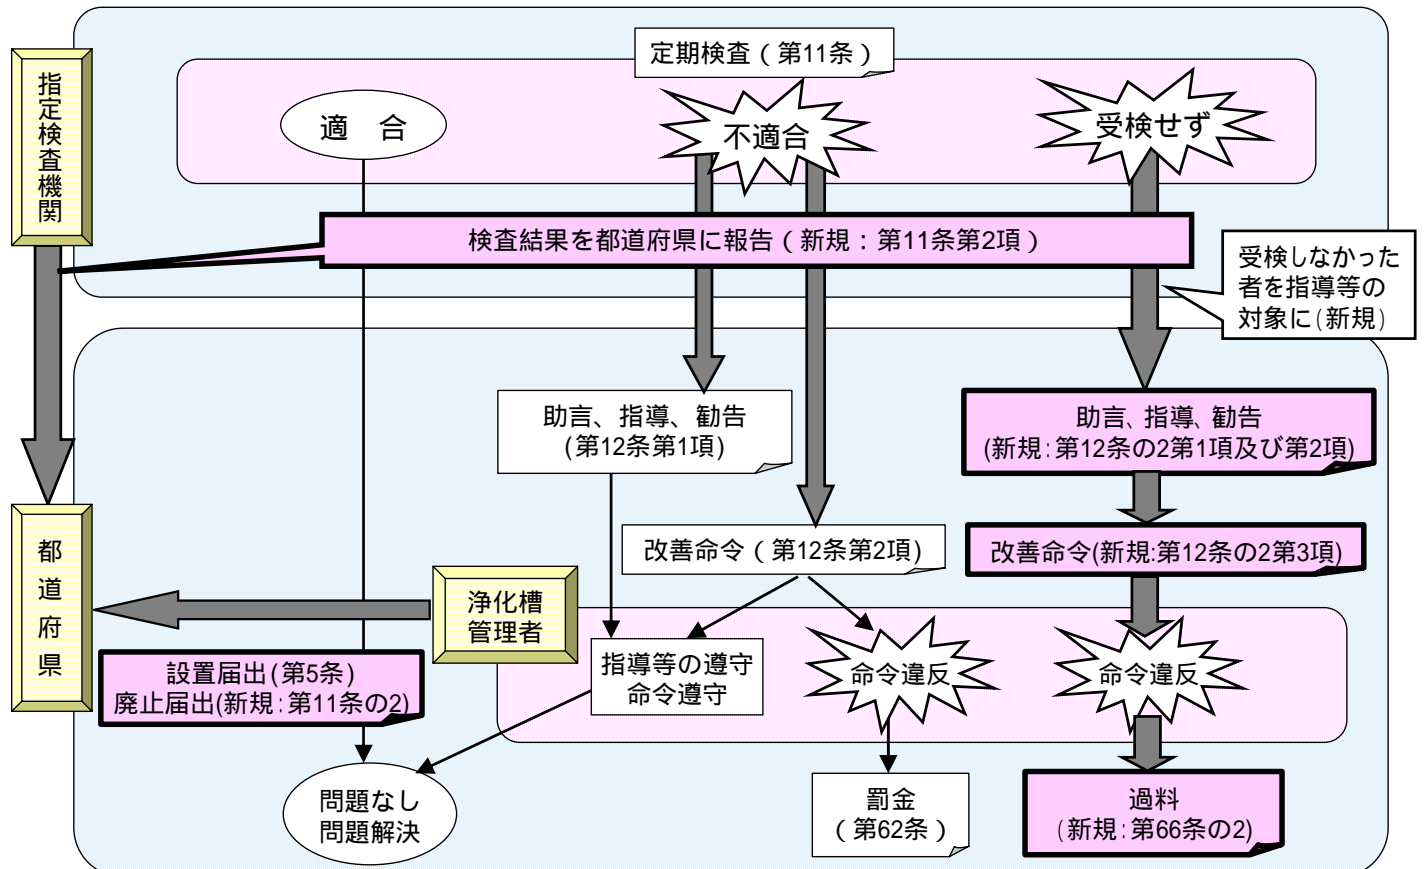 定期検査（第11条）
指定検査機関
適　合
不適合
受検せず
検査結果を都道府県に報告（新規：第11条第2項）
受検しなかった
者を指導等の
対象に(新規)
助言、指導、勧告
(第12条第1項)
助言、指導、勧告
(新規:第12条の2第1項及び第2項)
都道府県
改善命令（第12条第2項)
改善命令(新規:第12条の2第3項)
浄化槽
管理者
設置届出(第5条)
廃止届出(新規:第11条の2)
指導等の遵守
命令遵守
命令違反
命令違反
問題なし
問題解決
罰金
（第62条）
過料
(新規:第66条の2)